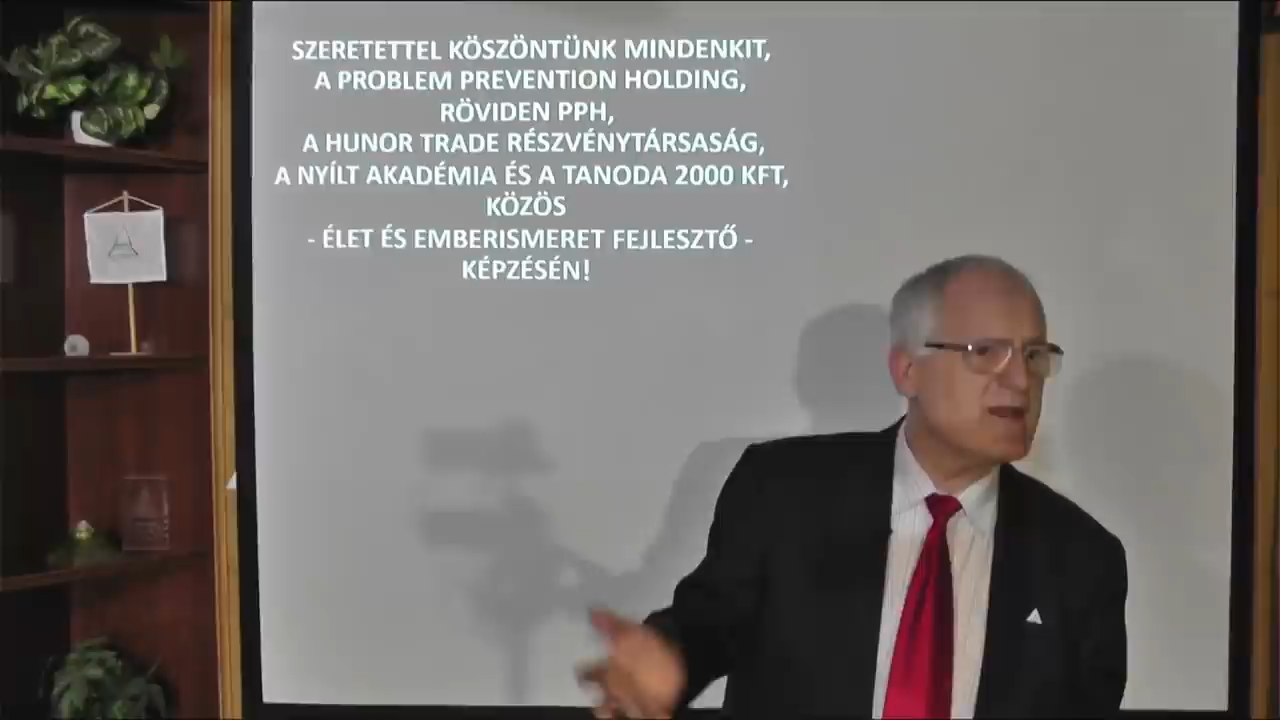 SZERETETTEL KÖSZÖNTÜNK MINDENKIT,
A PROBLEM PREVENTION HOLDING,
RÖVIDEN PPH,
A HUNOR TRADE RÉSZVÉNYTÁRSASÁG,
A NYÍLT AKADÉMIA ÉS A TANODA 2000 KFT,
KÖZÖS
- ÉLET ÉS EMBERISMERET FEJLESZTŐ -
KÉPZÉSÉN!